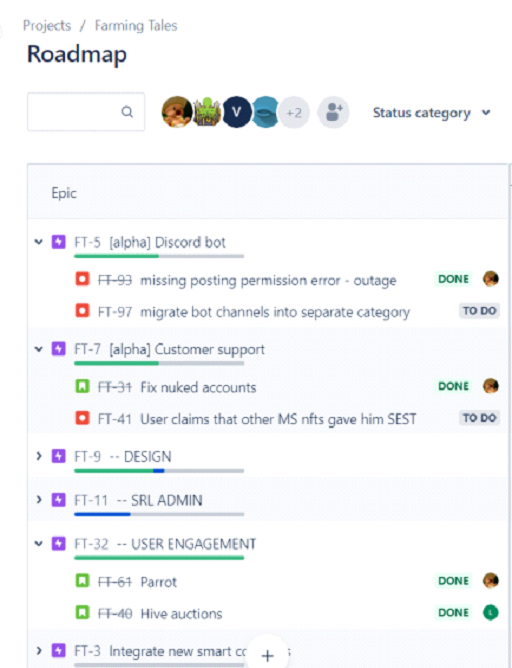 Projects / Farming Tales
Roadmap
V +2 Status category
Epic
FT-5 [alpha] Discord bot
FT-93 missing posting permission error - outage DONE
FT-97 migrate bot channels into separate category TO DO
FT-7 [alpha] Customer support
FT-31 Fix nuked accounts DONE
FT-41 User claims that other MS nfts gave him SEST TO DO
FT-9 -- DESIGN
FT-11 -- SRL ADMIN
FT-32 -- USER ENGAGEMENT
FT-61 Parrot DONE
FT-40 Hive auctions DONE
FT-3 Integrate new smart